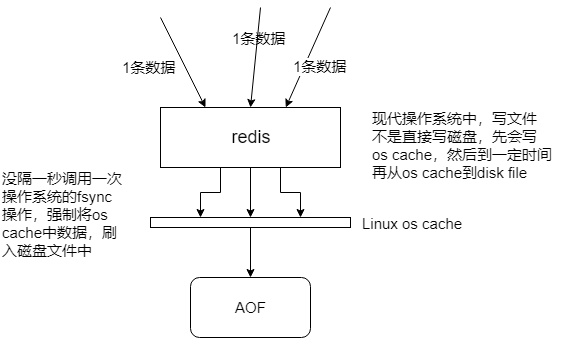 1条数据
1条数据
1条数据
redis
现代操作系统中，写文件
不是直接写磁盘，先会写
os cache，然后到一定时间
再从os cache到disk file
没隔一秒调用一次
操作系统的fsync
操作，强制将os
cache中数据，刷
入磁盘文件中
Linux os cache
AOF